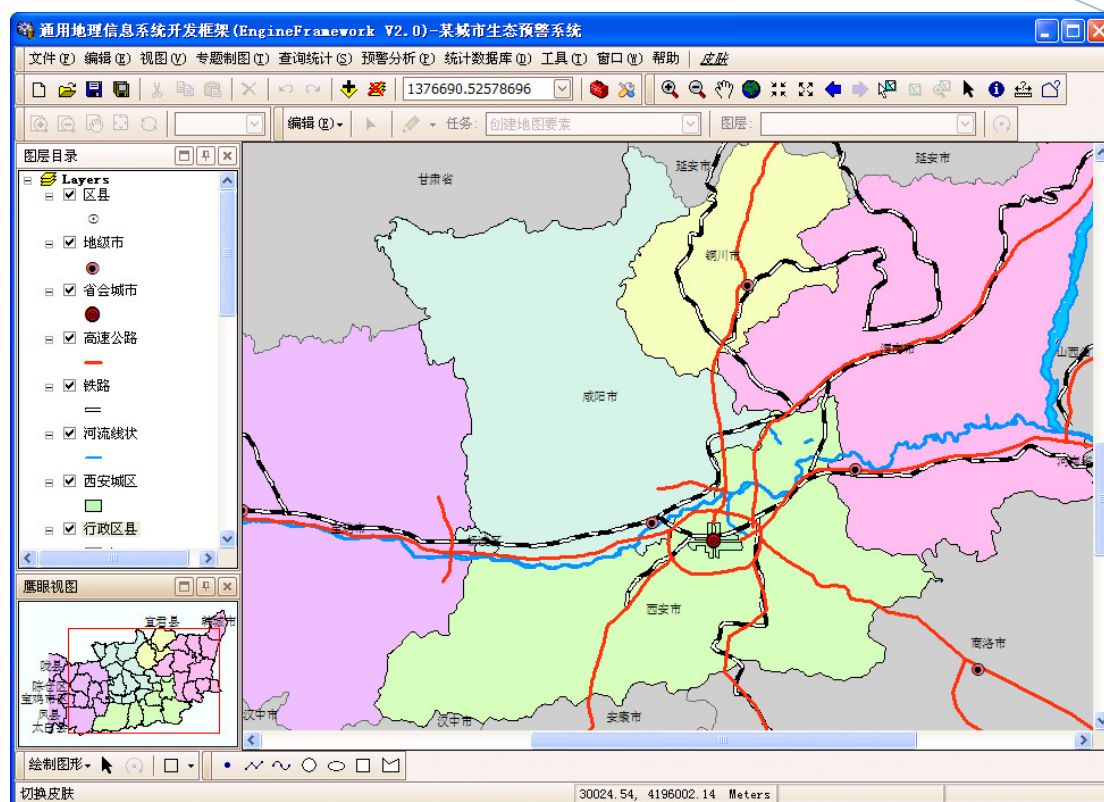 通用地理信息系统开发框架(EngineFramework V2.0)-某城市生态预警系统
文件(F) 编辑(E) 视图(V) 专题制图(T) 查询统计(S) 预警分析(P) 统计数据库(D) 工具(T) 窗口(W) 帮助 皮肤
1376690.52578696
编辑(E) 任务: 创建地图要素 图层:
图层目录
Layers
区县
地级市
省会城市
高速公路
铁路
河流线状
西安城区
行政区县
甘肃省
延安市
延安市
铜川市
渭南市
山西省
咸阳市
西安市
商洛市
汉中市
汉中市
安康市
鹰眼视图
宜君县 韩城市
陇县
陈仓区
宝鸡市区
凤县
太白县
绘制图形
切换皮肤
30024.54, 4196002.14 Meters